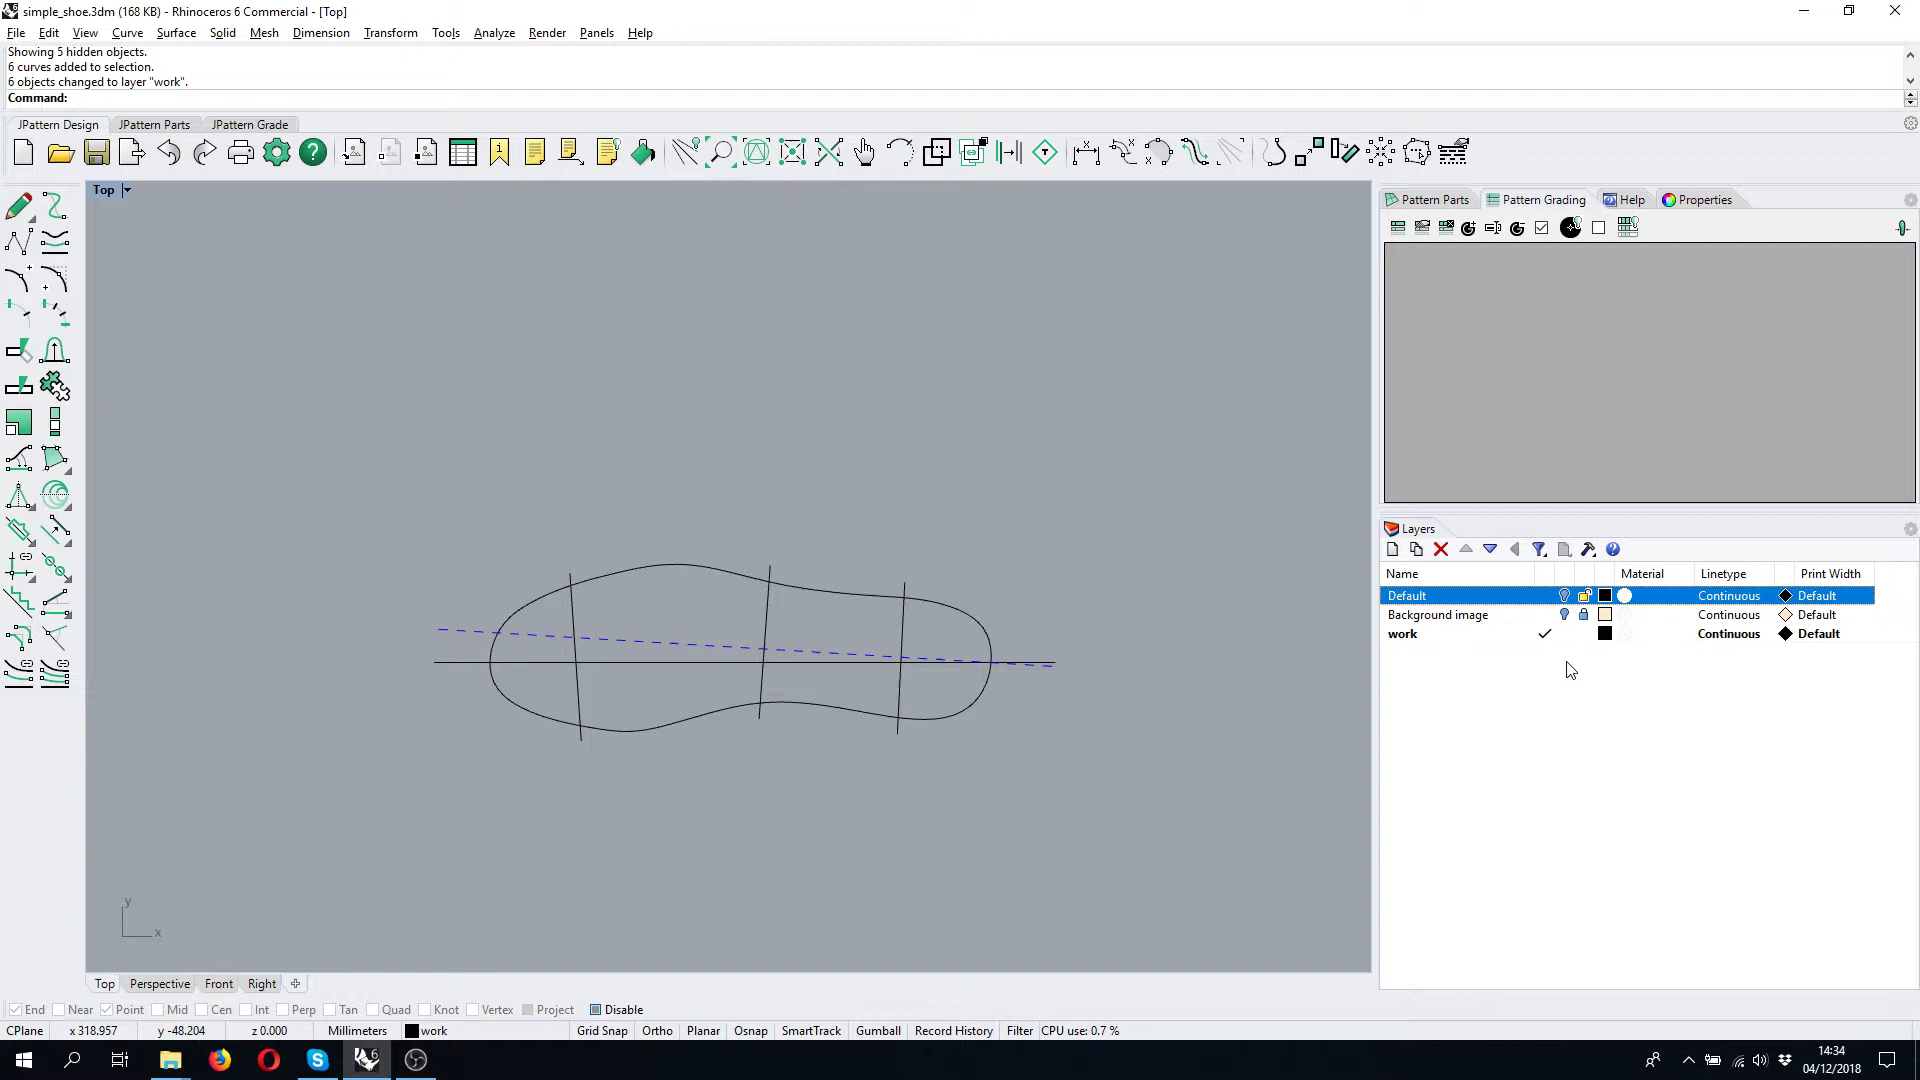 simple_shoe.3dm (168 KB) - Rhinoceros 6 Commercial - [Top]
File Edit View Curve Surface Solid Mesh Dimension Transform Tools Analyze Render Panels Help
Showing 5 hidden objects.
6 curves added to selection.
6 objects changed to layer "work".
Command:
JPattern Design JPattern Parts JPattern Grade
Top
Pattern Parts Pattern Grading Help Properties
Layers
Name Material Linetype Print Width
Default Continuous Default
Background image Continuous Default
work Continuous Default
y
x
Top Perspective Front Right
End Near Point Mid Cen Int Perp Tan Quad Knot Vertex Project Disable
CPlane x 318.957 y -48.204 z 0.000 Millimeters work Grid Snap Ortho Planar Osnap SmartTrack Gumball Record History Filter CPU use: 0.7 %
14:34
04/12/2018